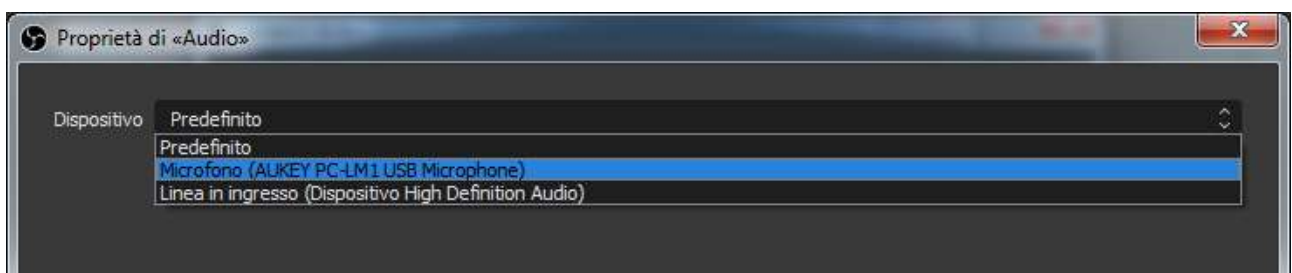 Proprietà di «Audio»
Dispositivo Predefinito
Predefinito
Microfono (AUKEY PC-LM1 USB Microphone)
Linea in ingresso (Dispositivo High Definition Audio)